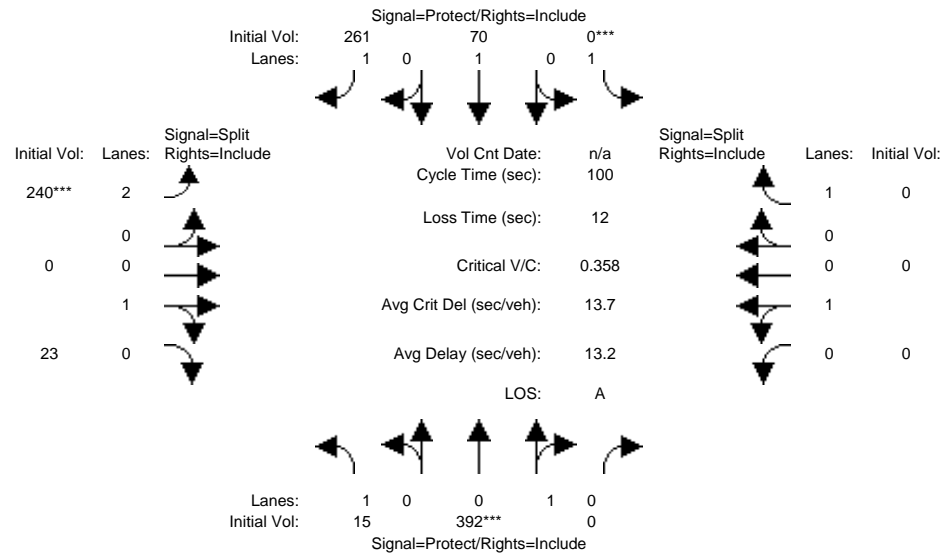 Signal=Protect/Rights=Include
Initial Vol: 261 70 0***
Lanes: 1 0 1 0 1
Signal=Split
Initial Vol: Lanes: Rights=Include
Vol Cnt Date: n/a
Signal=Split
Rights=Include Lanes: Initial Vol:
Cycle Time (sec): 100
240*** 2
1 0
Loss Time (sec): 12
0
0
0 0
Critical V/C: 0.358
0 0
1
Avg Crit Del (sec/veh): 13.7
1
23 0
Avg Delay (sec/veh): 13.2
0 0
LOS: A
Lanes: 1 0 0 1 0
Initial Vol: 15 392*** 0
Signal=Protect/Rights=Include